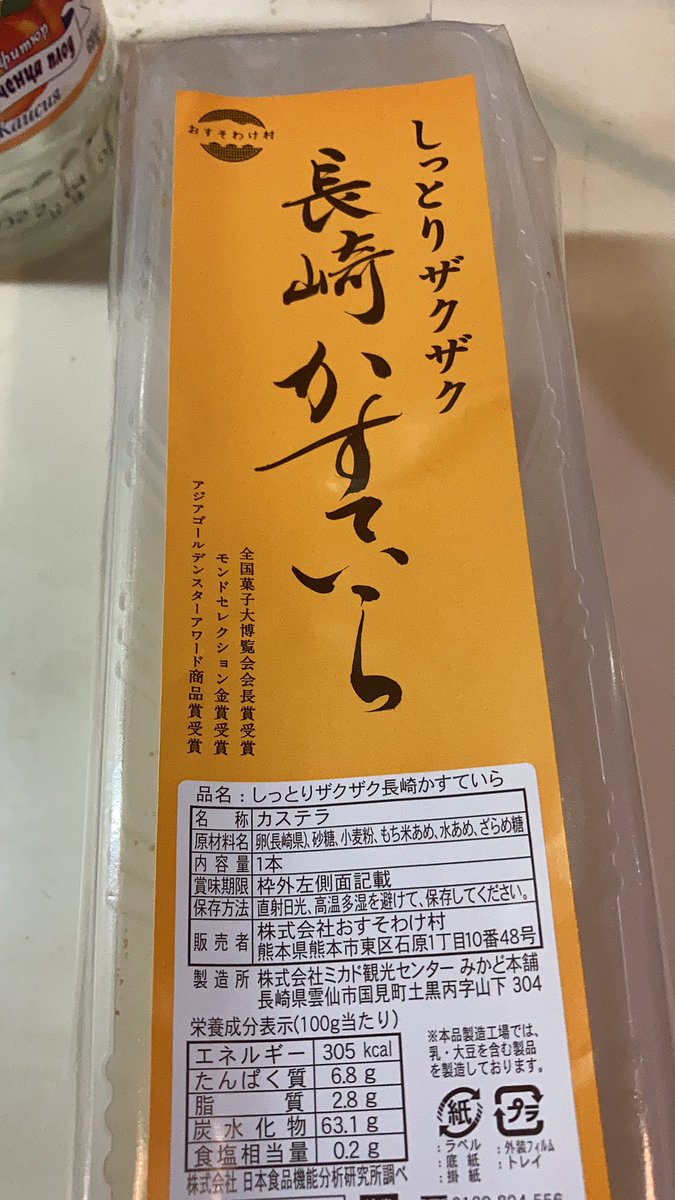 おすそわけ村
しっとりザクザク
長崎かすてぃら
全国菓子大博覧会会長賞受賞
モンドセレクション金賞受賞
アジアゴールデンスターアワード商品賞受賞
品名：しっとりザクザク長崎かすていら
名称 カステラ
原材料名 卵(長崎県)、砂糖、小麦粉、もち米あめ、水あめ、ざらめ糖
内容量 1本
賞味期限 枠外左側面記載
保存方法 直射日光、高温多湿を避けて、保存してください。
販売者 株式会社おすそわけ村
熊本県熊本市東区石原1丁目10番48号
製造所 株式会社ミカド観光センター みかど本舗
長崎県雲仙市国見町土黒丙字山下304
栄養成分表示(100g当たり)
エネルギー 305 kcal
たんぱく質 6.8 g
脂質 2.8 g
炭水化物 63.1 g
食塩相当量 0.2 g
株式会社 日本食品機能分析研究所調べ
※本品製造工場では、
乳・大豆を含む製品
を製造しております。
紙
：ラベル
：底紙
：掛紙
プラ
：外装フィルム
：トレイ
кайсия